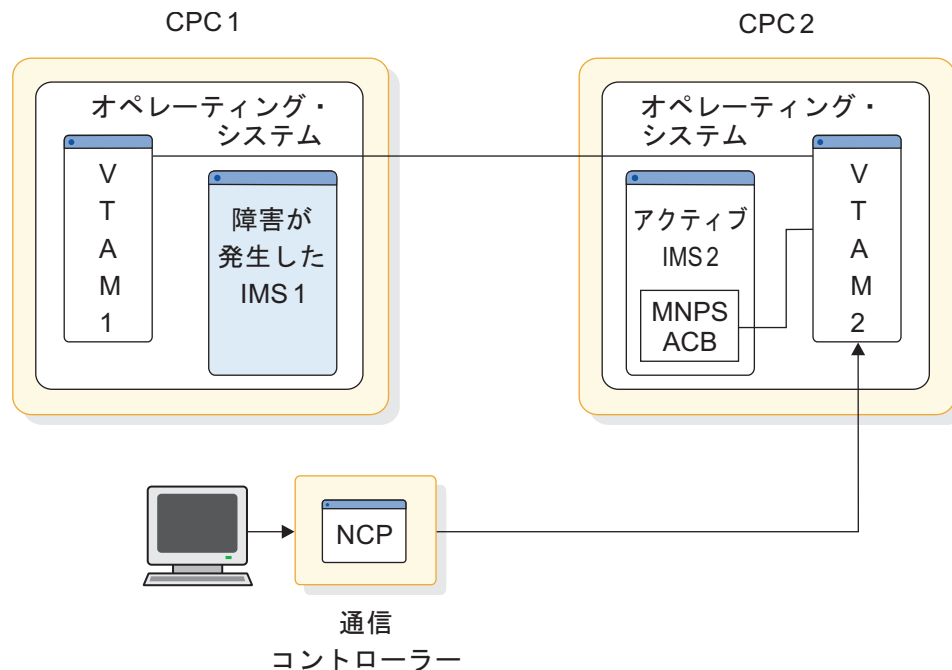 CPC 1
オペレーティング・
システム
V
T
A
M
1
障害が
発生した
IMS 1
CPC 2
オペレーティング・
システム
アクティブ
IMS 2
MNPS
ACB
V
T
A
M
2
NCP
通信
コントローラー